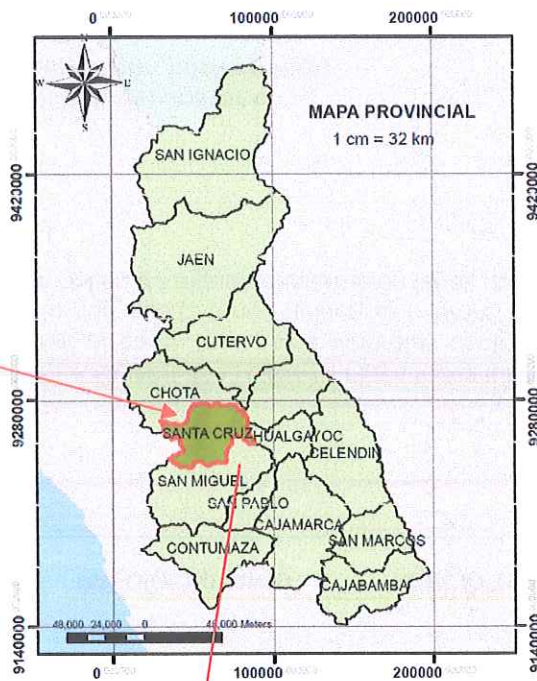 0 100000 200000
N
W E
S
MAPA PROVINCIAL
1 cm = 32 km
9423000 9423000
SAN IGNACIO
JAEN
CUTERVO
CHOTA
9280000 9280000
SANTA CRUZ
HUALGAYOC
CELENDIN
SAN MIGUEL
SAN PABLO
CAJAMARCA
CONTUMAZA
SAN MARCOS
CAJABAMBA
48,000 24,000 0 48,000 Meters
9140000 9140000
0 100000 200000